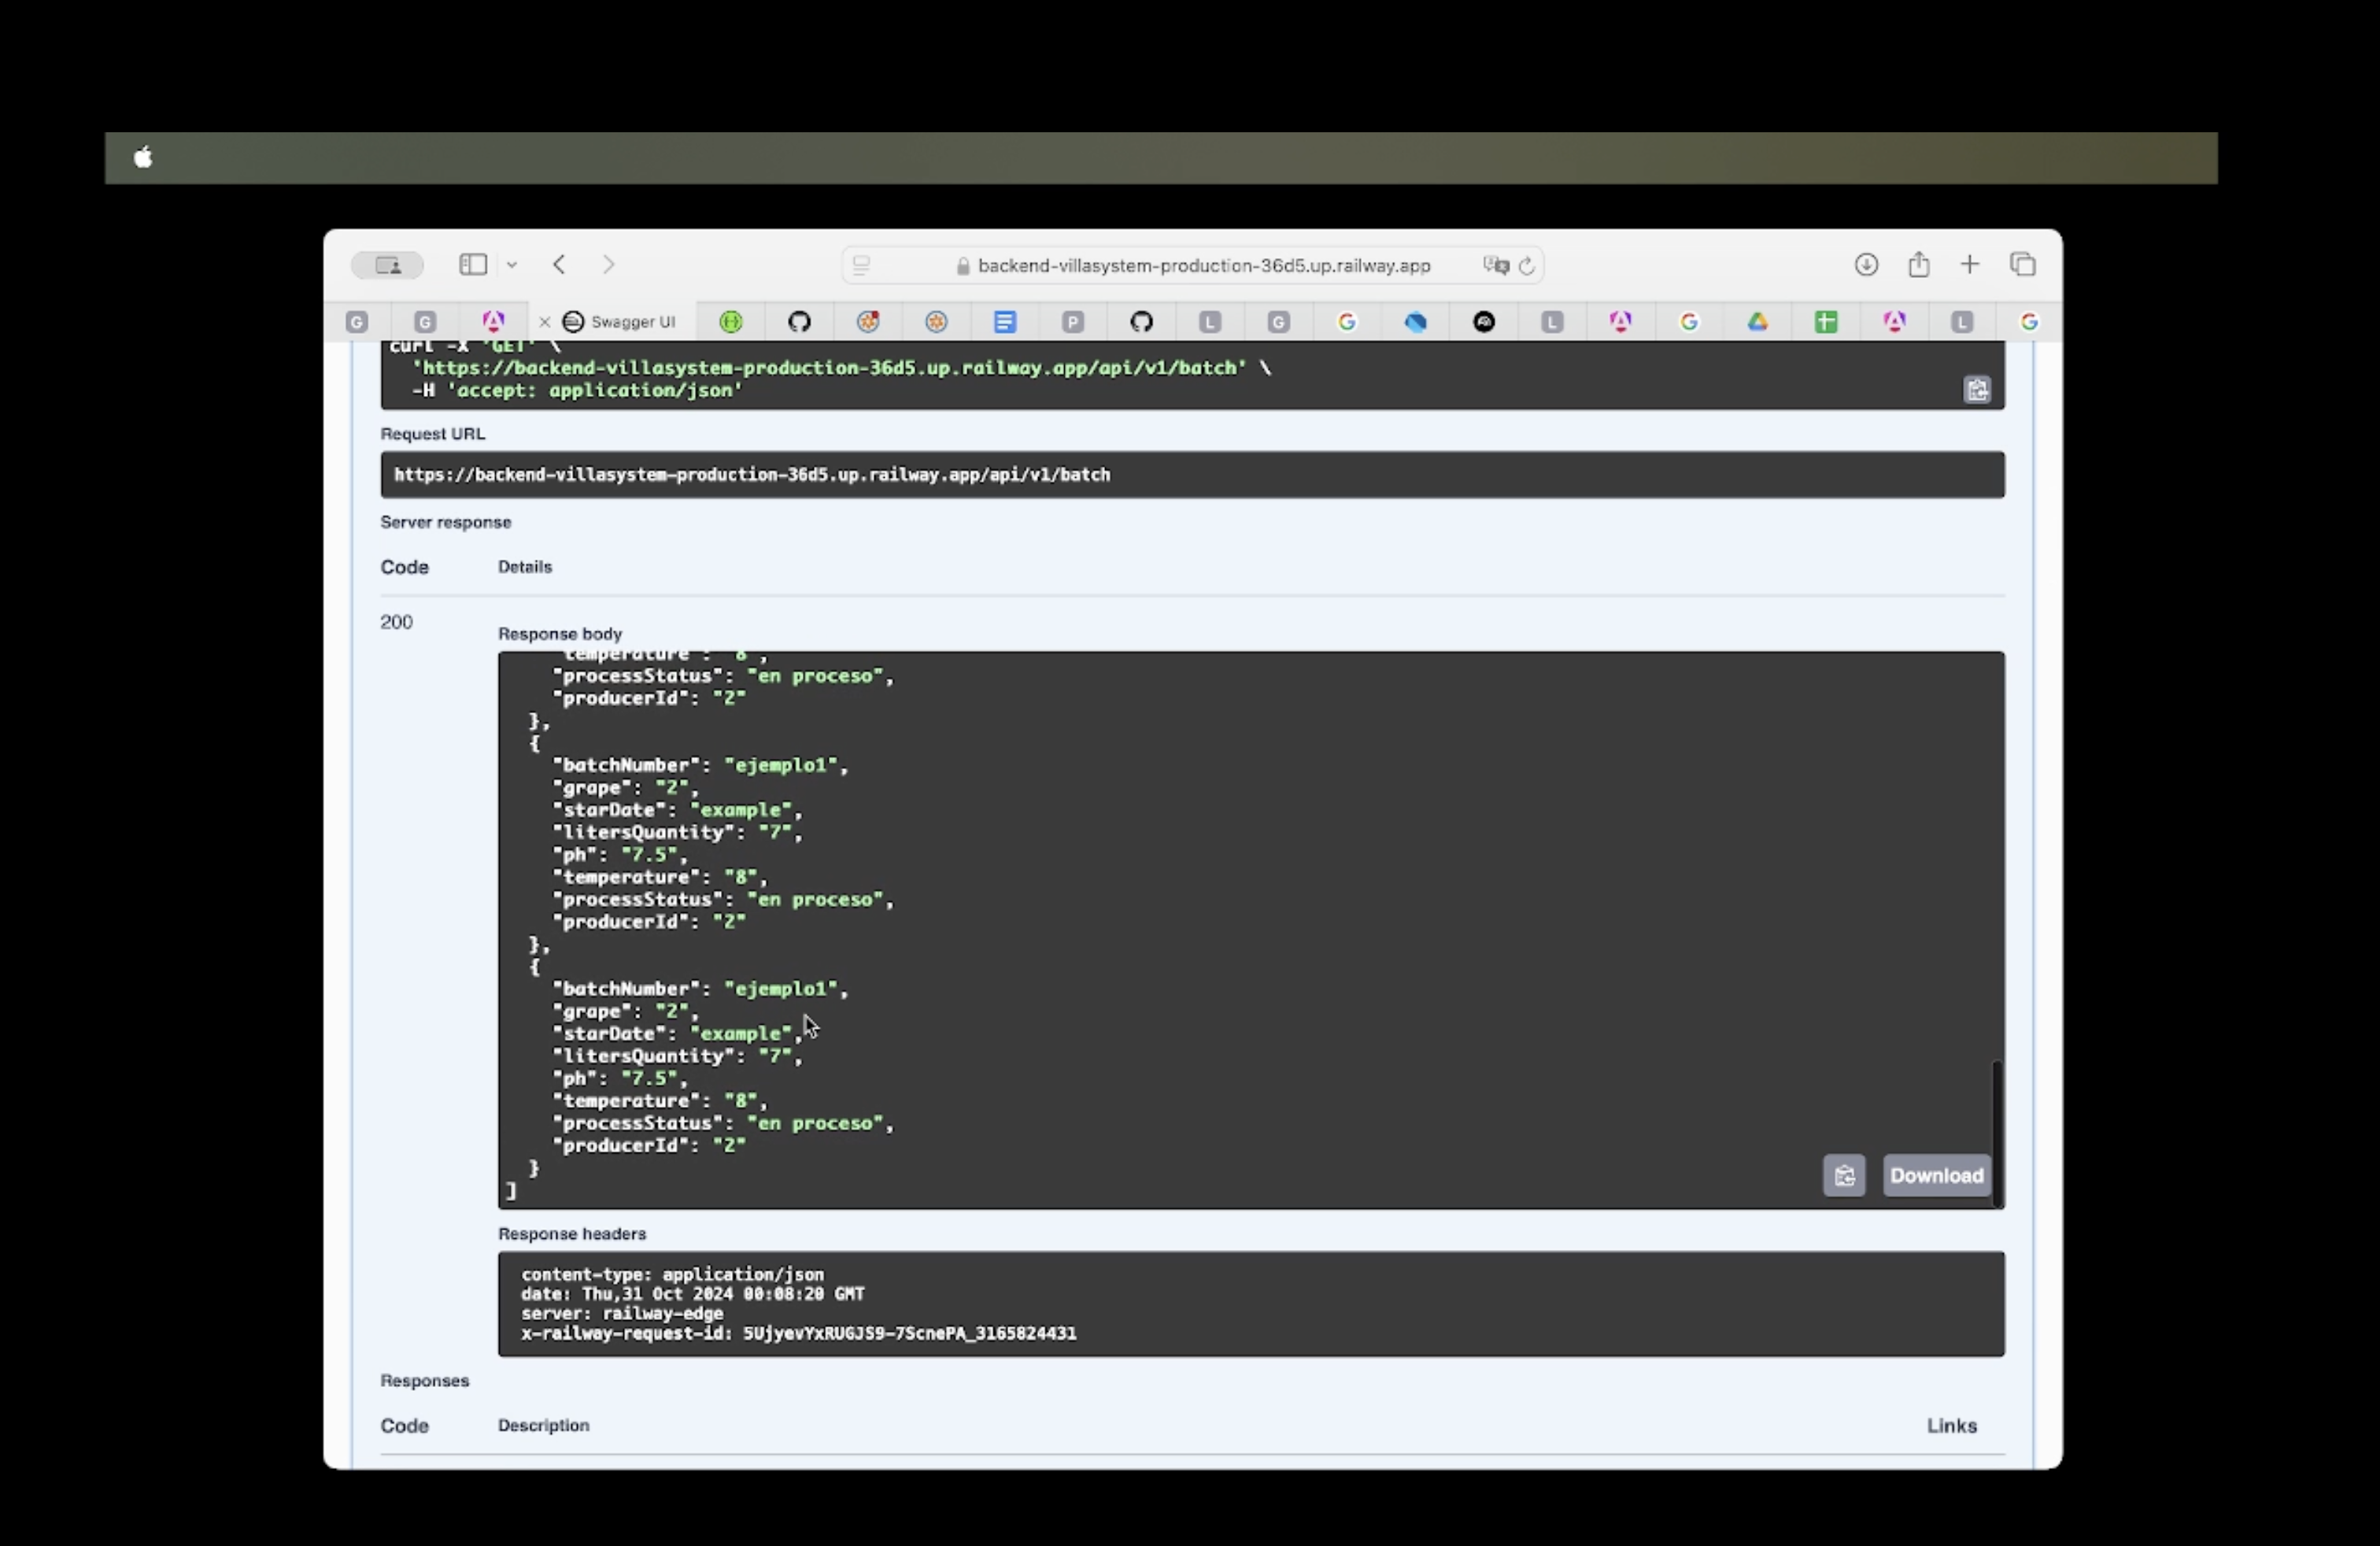 backend-villasystem-production-36d5.up.railway.app
G G Swagger UI P L G G L G L G
curl -X 'GET' \
'https://backend-villasystem-production-36d5.up.railway.app/api/v1/batch' \
-H 'accept: application/json'
Request URL
https://backend-villasystem-production-36d5.up.railway.app/api/v1/batch
Server response
Code Details
200
Response body
"temperature": "8",
"processStatus": "en proceso",
"producerId": "2"
},
{
"batchNumber": "ejemplo1",
"grape": "2",
"starDate": "example",
"litersQuantity": "7",
"ph": "7.5",
"temperature": "8",
"processStatus": "en proceso",
"producerId": "2"
},
{
"batchNumber": "ejemplo1",
"grape": "2",
"starDate": "example",
"litersQuantity": "7",
"ph": "7.5",
"temperature": "8",
"processStatus": "en proceso",
"producerId": "2"
}
]
Download
Response headers
content-type: application/json
date: Thu,31 Oct 2024 00:08:20 GMT
server: railway-edge
x-railway-request-id: 5UjyevYxRUGJS9-7ScnePA_3165824431
Responses
Code Description Links